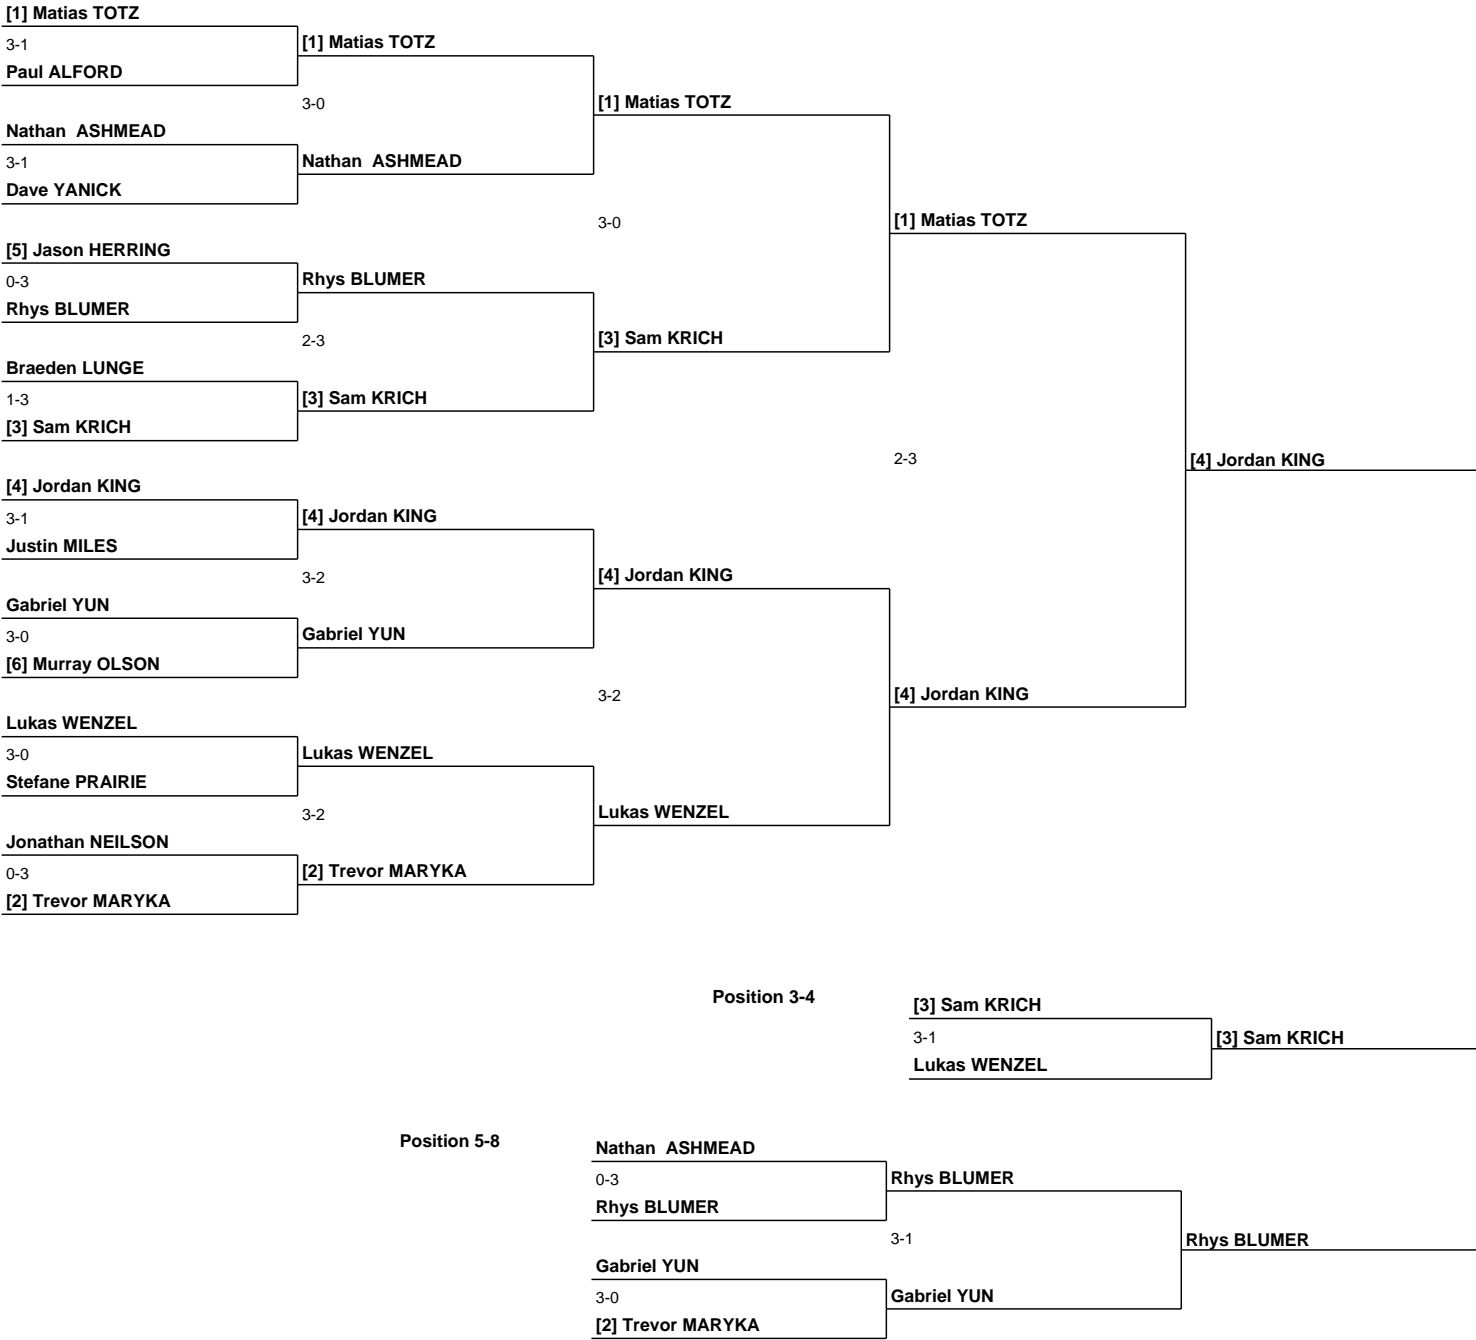 [1] Matias TOTZ
3-1
[1] Matias TOTZ
Paul ALFORD
3-0
[1] Matias TOTZ
Nathan  ASHMEAD
3-1
Nathan  ASHMEAD
Dave YANICK
3-0
[1] Matias TOTZ
[5] Jason HERRING
0-3
Rhys BLUMER
Rhys BLUMER
2-3
[3] Sam KRICH
Braeden LUNGE
1-3
[3] Sam KRICH
[3] Sam KRICH
2-3
[4] Jordan KING
[4] Jordan KING
3-1
[4] Jordan KING
Justin MILES
3-2
[4] Jordan KING
Gabriel YUN
3-0
Gabriel YUN
[6] Murray OLSON
3-2
[4] Jordan KING
Lukas WENZEL
3-0
Lukas WENZEL
Stefane PRAIRIE
3-2
Lukas WENZEL
Jonathan NEILSON
0-3
[2] Trevor MARYKA
[2] Trevor MARYKA
Position 3-4
[3] Sam KRICH
3-1
[3] Sam KRICH
Lukas WENZEL
Position 5-8
Nathan  ASHMEAD
0-3
Rhys BLUMER
Rhys BLUMER
3-1
Rhys BLUMER
Gabriel YUN
3-0
Gabriel YUN
[2] Trevor MARYKA